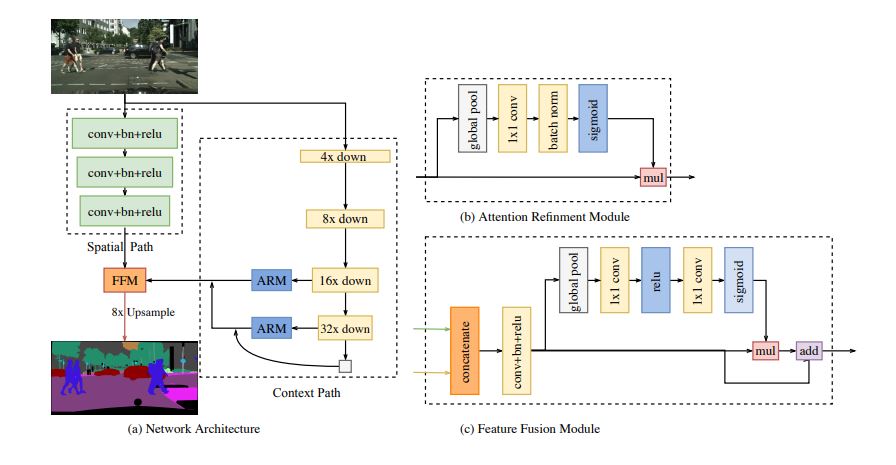 conv+bn+relu
conv+bn+relu
conv+bn+relu
Spatial Path
4x down
8x down
16x down
32x down
ARM
ARM
FFM
8x Upsample
Context Path
(a) Network Architecture
global pool
1x1 conv
batch norm
sigmoid
mul
(b) Attention Refinment Module
concatenate
conv+bn+relu
global pool
1x1 conv
relu
1x1 conv
sigmoid
mul
add
(c) Feature Fusion Module